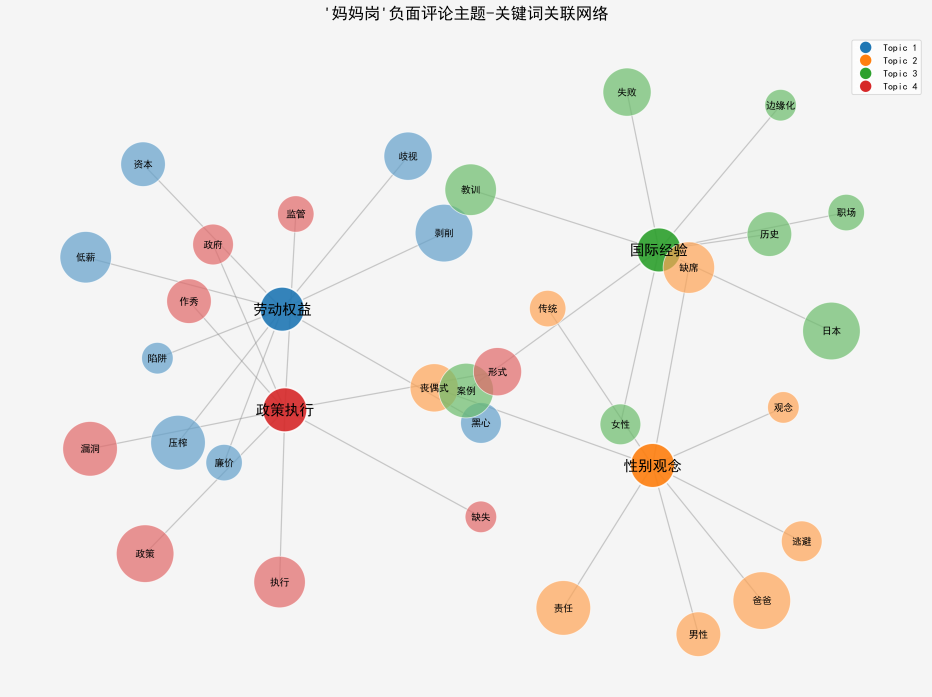 '妈妈岗'负面评论主题-关键词关联网络
Topic 1
Topic 2
Topic 3
Topic 4
失败
边缘化
歧视
资本
教训
职场
监管
剥削
历史
政府
国际经验
低薪
缺席
作秀
劳动权益
传统
日本
陷阱
形式
丧偶式
案例
观念
政策执行
黑心
女性
压榨
漏洞
廉价
性别观念
缺失
逃避
政策
执行
爸爸
责任
男性